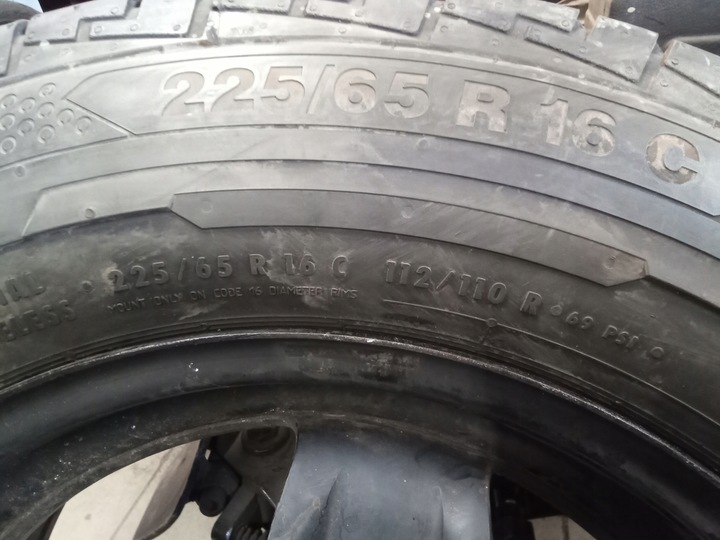 225/65 R 16 C
225/65 R 16 C 112/110 R 69 PSI
MOUNT ONLY ON CODE 16 DIAMETER RIMS